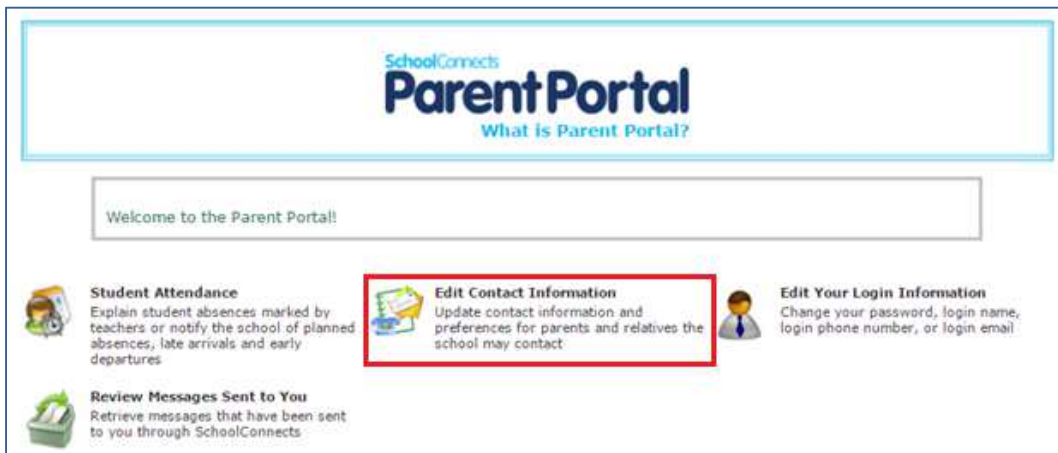 SchoolConnects
Parent Portal
What is Parent Portal?
Welcome to the Parent Portal!
Student Attendance
Explain student absences marked by
teachers or notify the school of planned
absences, late arrivals and early
departures
Edit Contact Information
Update contact information and
preferences for parents and relatives the
school may contact
Edit Your Login Information
Change your password, login name,
login phone number, or login email
Review Messages Sent to You
Retrieve messages that have been sent
to you through SchoolConnects